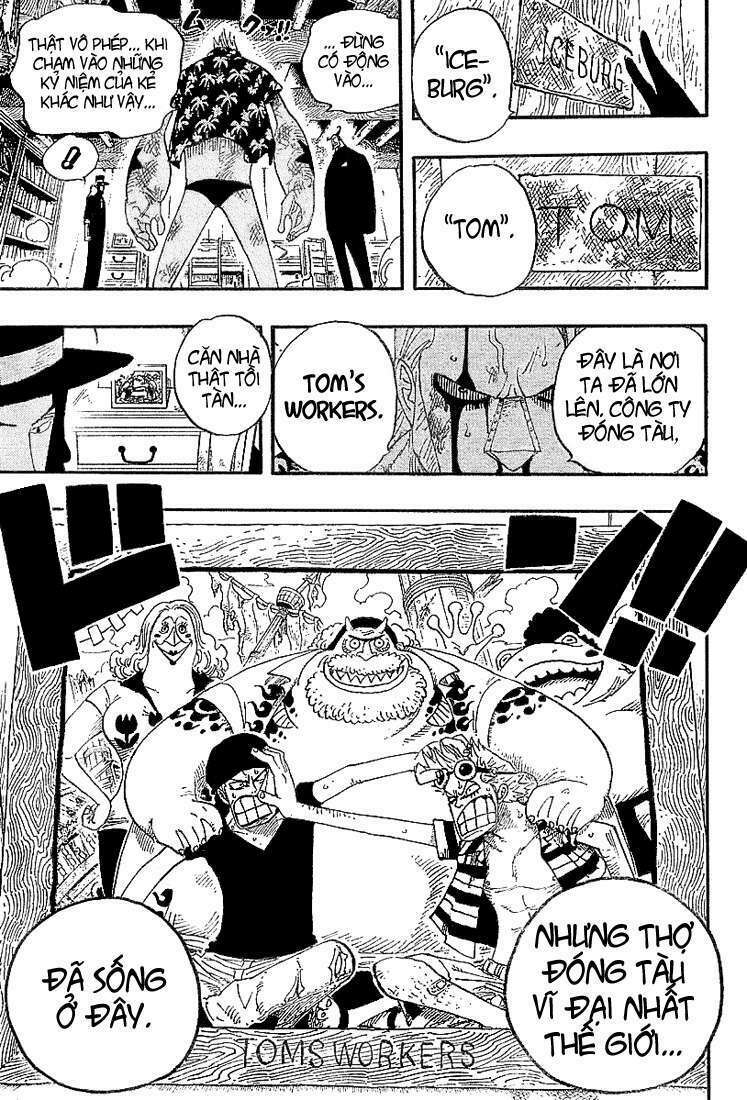 "ICE-
BURG".
ICEBURG
"TOM".
TOM
... ĐỪNG
CÓ ĐỘNG
VÀO...
THẬT VÔ
PHÉP... KHI
CHẠM VÀO NHỮNG
KỶ NIỆM CỦA KẺ
KHÁC NHƯ VẬY...
!
ĐÂY LÀ NƠI
TA ĐÃ LỚN
LÊN, CÔNG TY
ĐÓNG TÀU,
TOM'S
WORKERS.
CĂN NHÀ
THẬT TỒI
TÀN...
ドン!!
NHƯNG THỢ
ĐÓNG TÀU
VĨ ĐẠI NHẤT
THẾ GIỚI...
ĐÃ SỐNG
Ở ĐÂY.
TOMS WORKERS